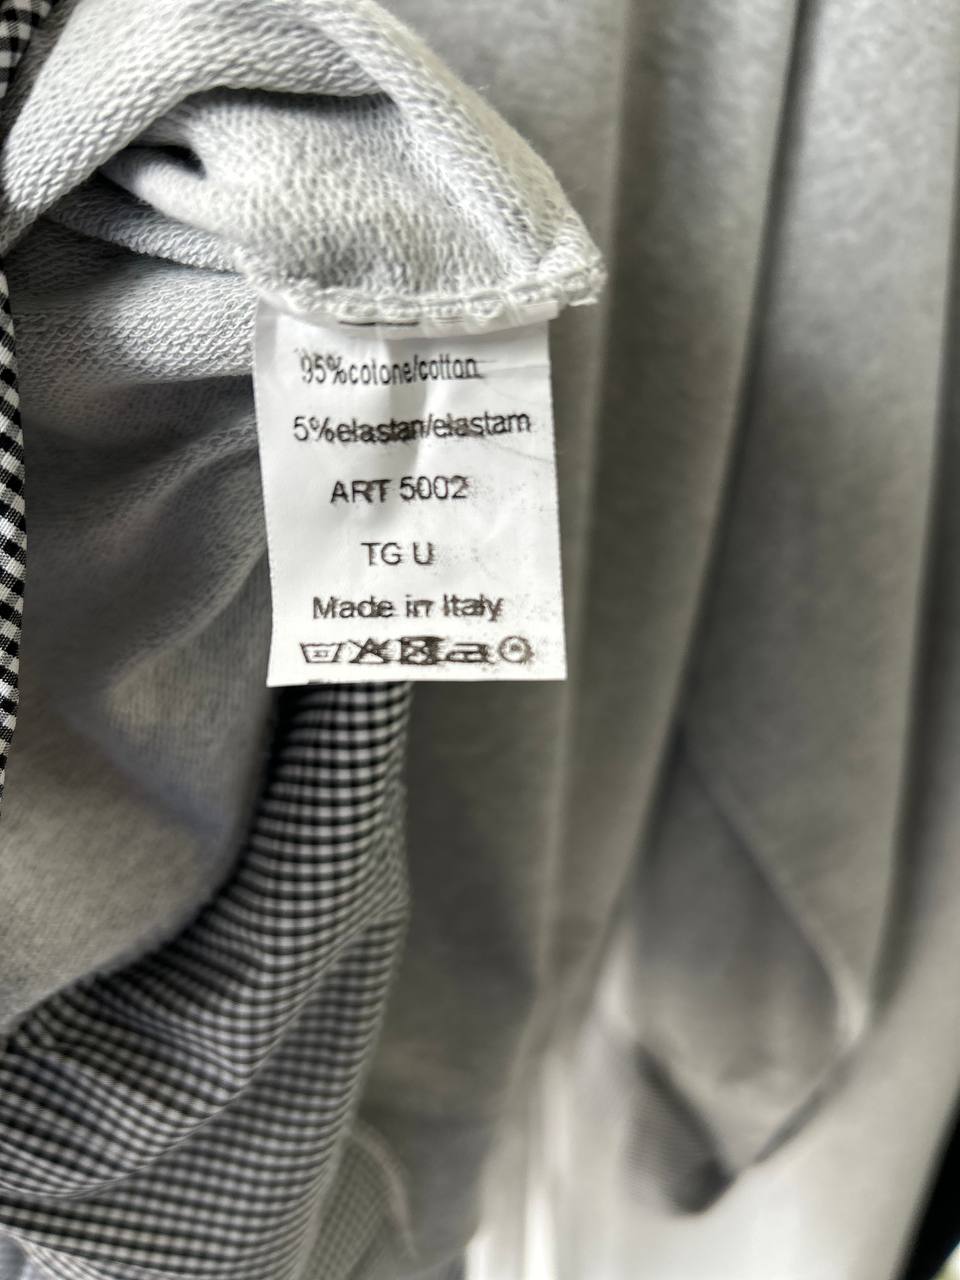 95%cotone/cotton
5%elastan/elastam
ART 5002
TG U
Made in Italy